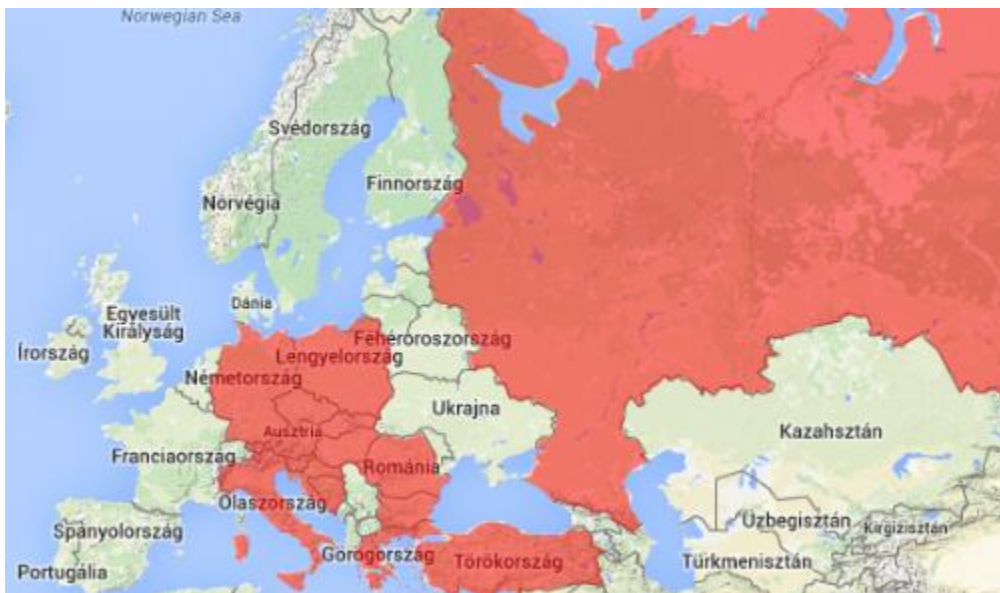 Norwegian Sea
Svédország
Finnország
Norvégia
Dánia
Egyesült
Királyság
Írország
Fehéroroszország
Lengyelország
Németország
Ukrajna
Ausztria
Kazahsztán
Franciaország
Románia
Olaszország
Spanyolország
Üzbegisztán
Kirgizisztán
Görögország
Törökország
Türkmenisztán
Portugália